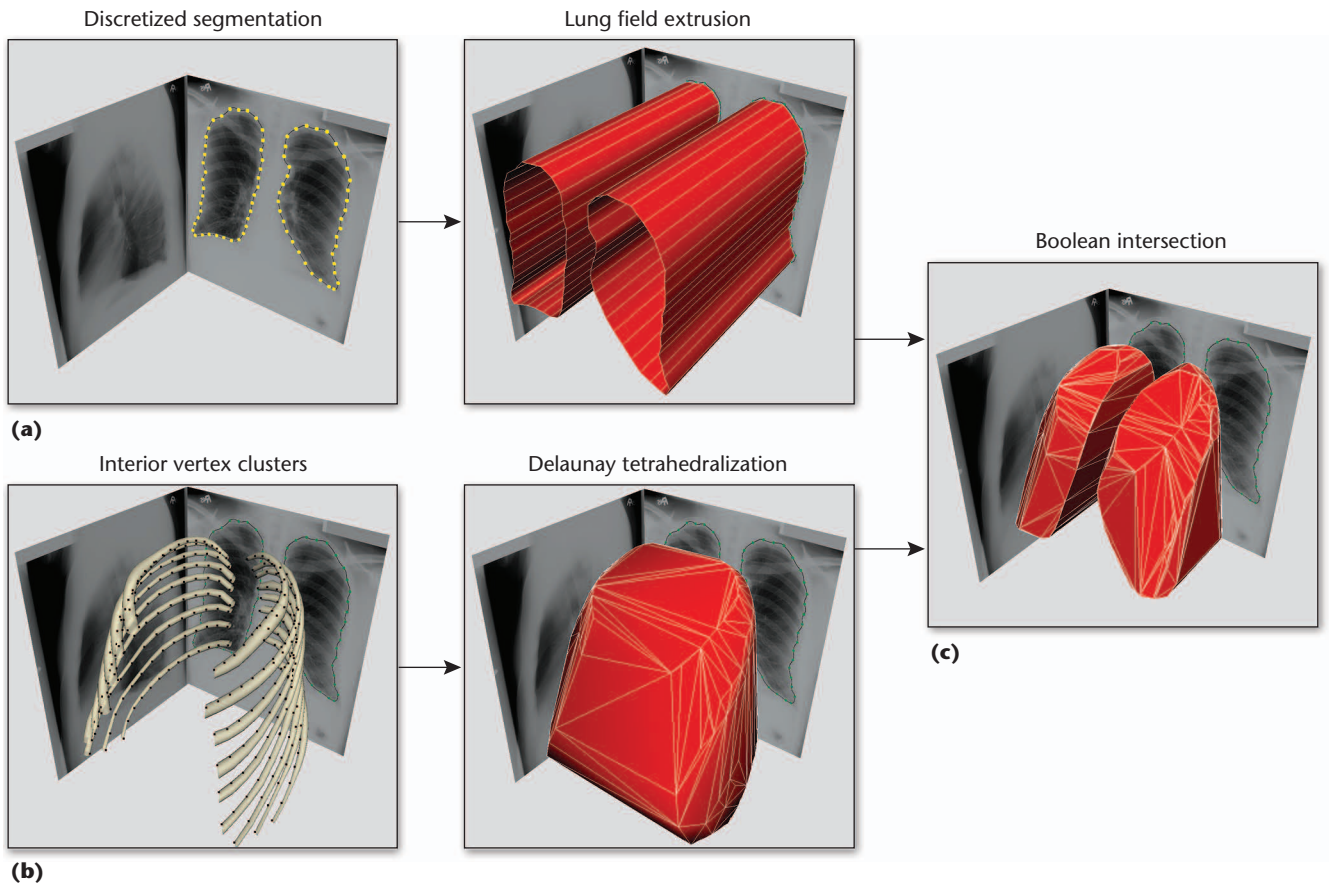 Discretized segmentation
Lung field extrusion
(a)
Boolean intersection
Interior vertex clusters
Delaunay tetrahedralization
(c)
(b)